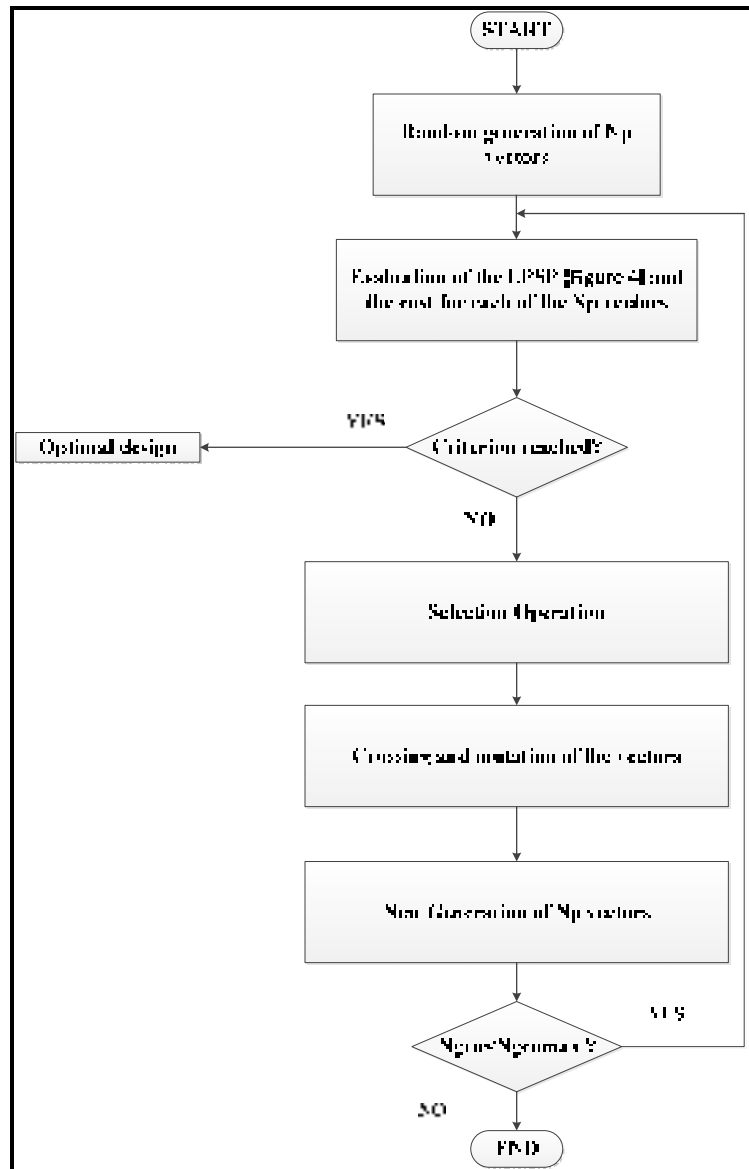 START
Random generation of Np
vectors
Evaluation of the LPSP [Figure 4] and
the cost for each of the Np vectors
YES
Optimal design
Criterion reached?
NO
Selection Operation
Crossing and mutation of the vectors
New Generation of Np vectors
YES
NO
END